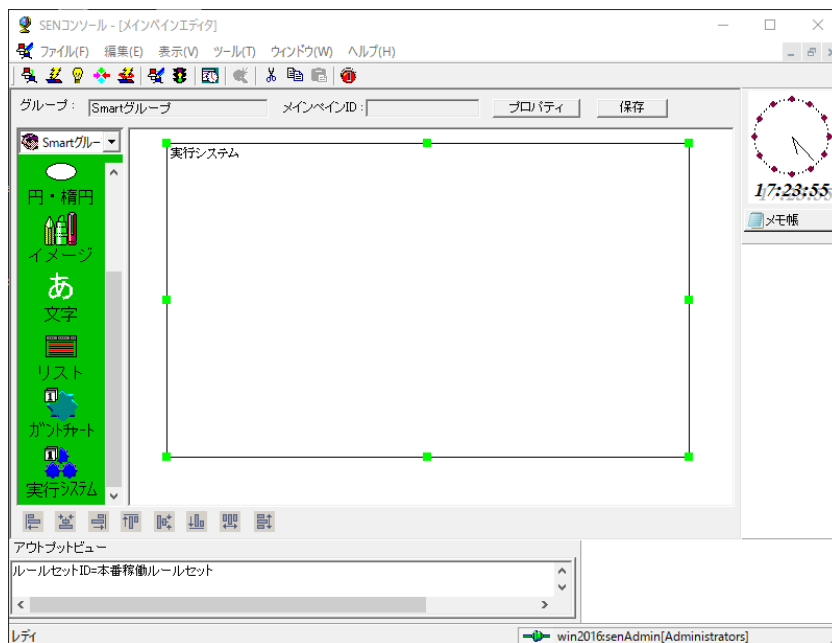 SENコンソール - [メインペインエディタ]
ファイル(F) 編集(E) 表示(V) ツール(T) ウィンドウ(W) ヘルプ(H)
グループ : Smartグループ メインペインID : プロパティ 保存
Smartグルー
実行システム
円・楕円
イメージ
あ
文字
リスト
ガントチャート
実行システム
17:23:55
メモ帳
アウトプットビュー
ルールセットID=本番稼働ルールセット
レディ
win2016:senAdmin[Administrators]